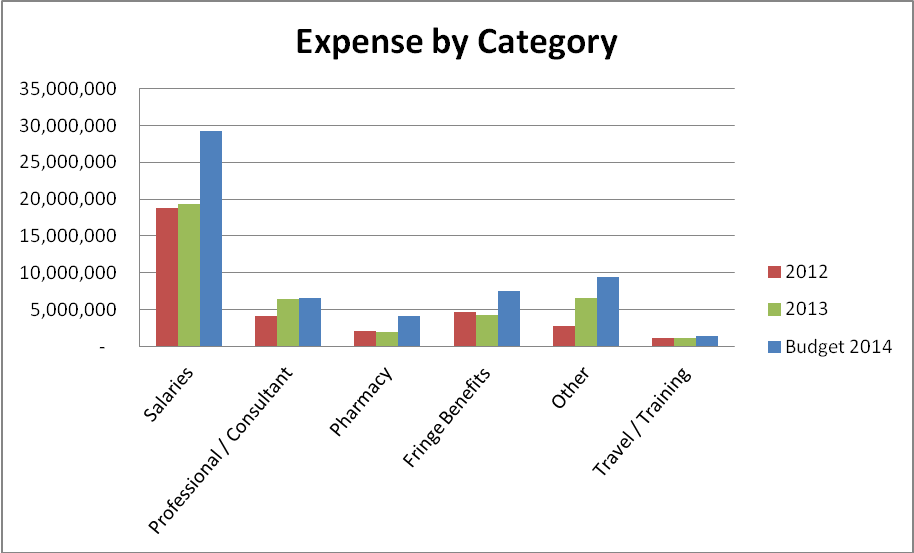 Expense by Category
35,000,000
30,000,000
25,000,000
20,000,000
15,000,000
10,000,000
5,000,000
-
Salaries
Professional / Consultant
Pharmacy
Fringe Benefits
Other
Travel / Training
2012
2013
Budget 2014